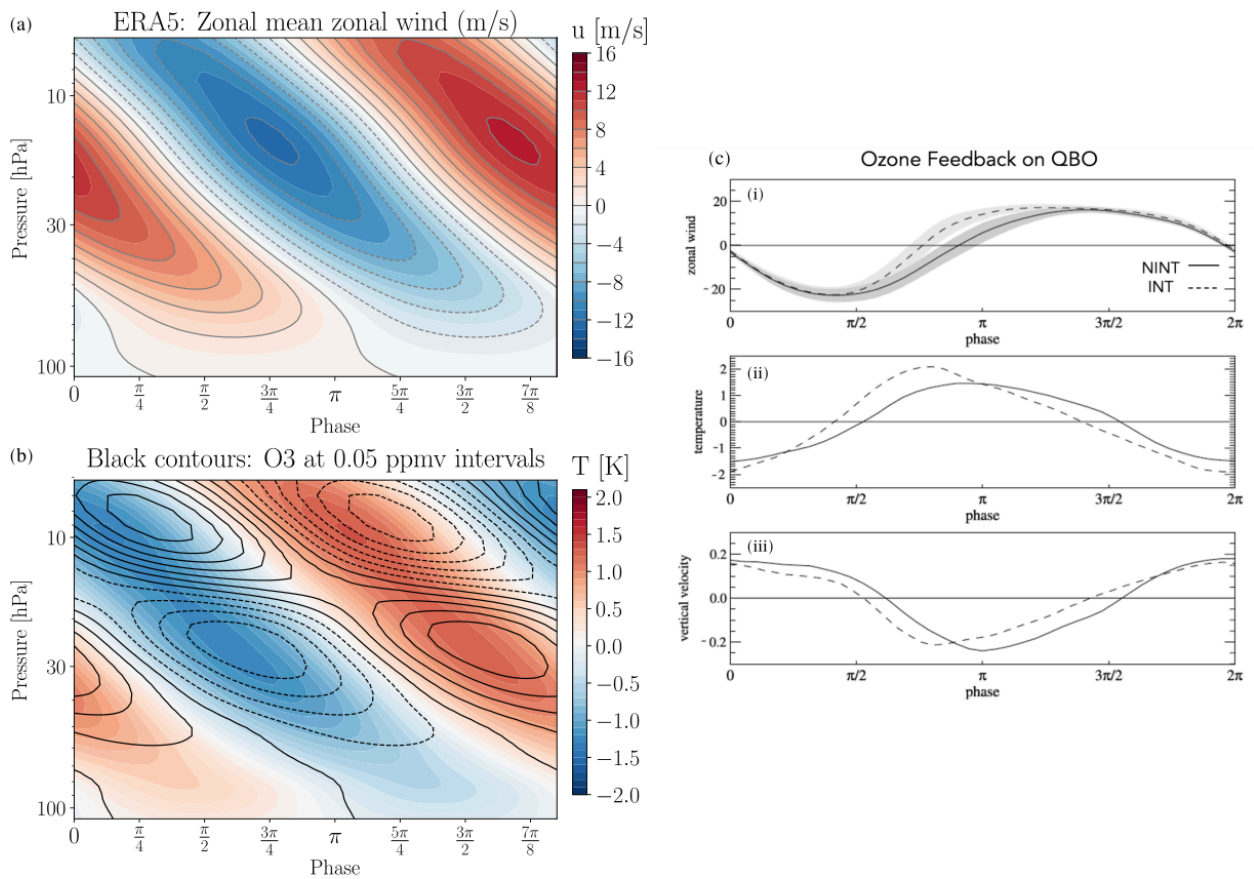 (a)
ERA5: Zonal mean zonal wind (m/s)
u [m/s]
16
12
8
4
0
−4
−8
−12
−16
Pressure [hPa]
10
30
100
0
π/4
π/2
3π/4
π
5π/4
3π/2
7π/8
Phase
(b)
Black contours: O3 at 0.05 ppmv intervals
T [K]
2.0
1.5
1.0
0.5
0.0
−0.5
−1.0
−1.5
−2.0
Pressure [hPa]
10
30
100
0
π/4
π/2
3π/4
π
5π/4
3π/2
7π/8
Phase
(c)
Ozone Feedback on QBO
(i)
zonal wind
20
0
-20
NINT
INT
0
π/2
π
3π/2
2π
phase
(ii)
temperature
2
1
0
-1
-2
0
π/2
π
3π/2
2π
phase
(iii)
vertical velocity
0.2
0.0
-0.2
0
π/2
π
3π/2
2π
phase